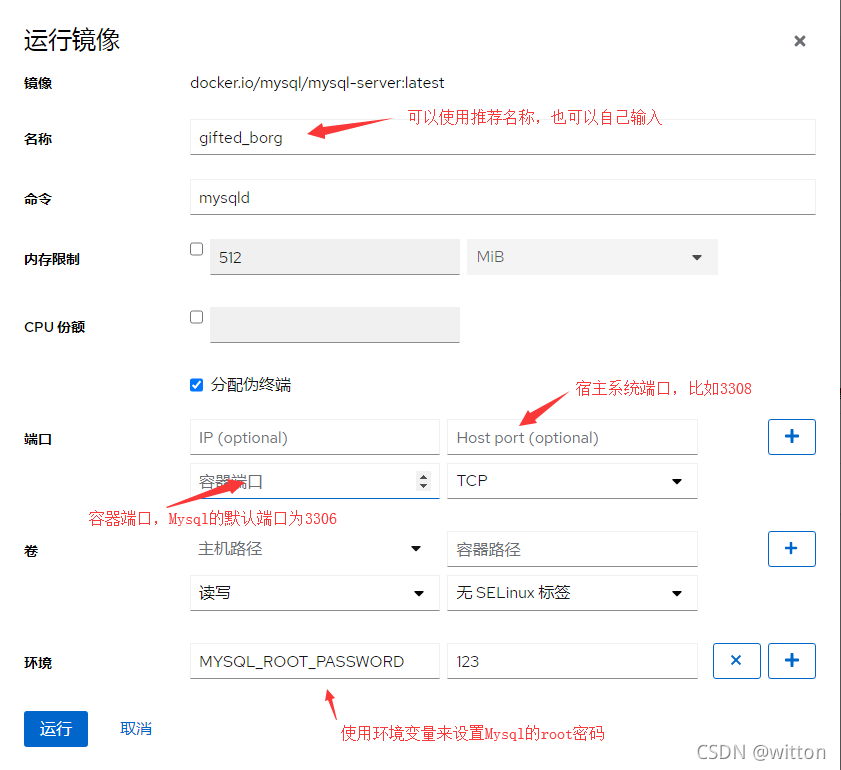 运行镜像
镜像 docker.io/mysql/mysql-server:latest
可以使用推荐名称，也可以自己输入
名称 gifted_borg
命令 mysqld
内存限制 512 MiB
CPU 份额
分配伪终端
宿主系统端口，比如3308
端口 IP (optional) Host port (optional)
容器端口 TCP
容器端口，Mysql的默认端口为3306
卷 主机路径 容器路径
读写 无 SELinux 标签
环境 MYSQL_ROOT_PASSWORD 123
运行 取消
使用环境变量来设置Mysql的root密码
CSDN @witton